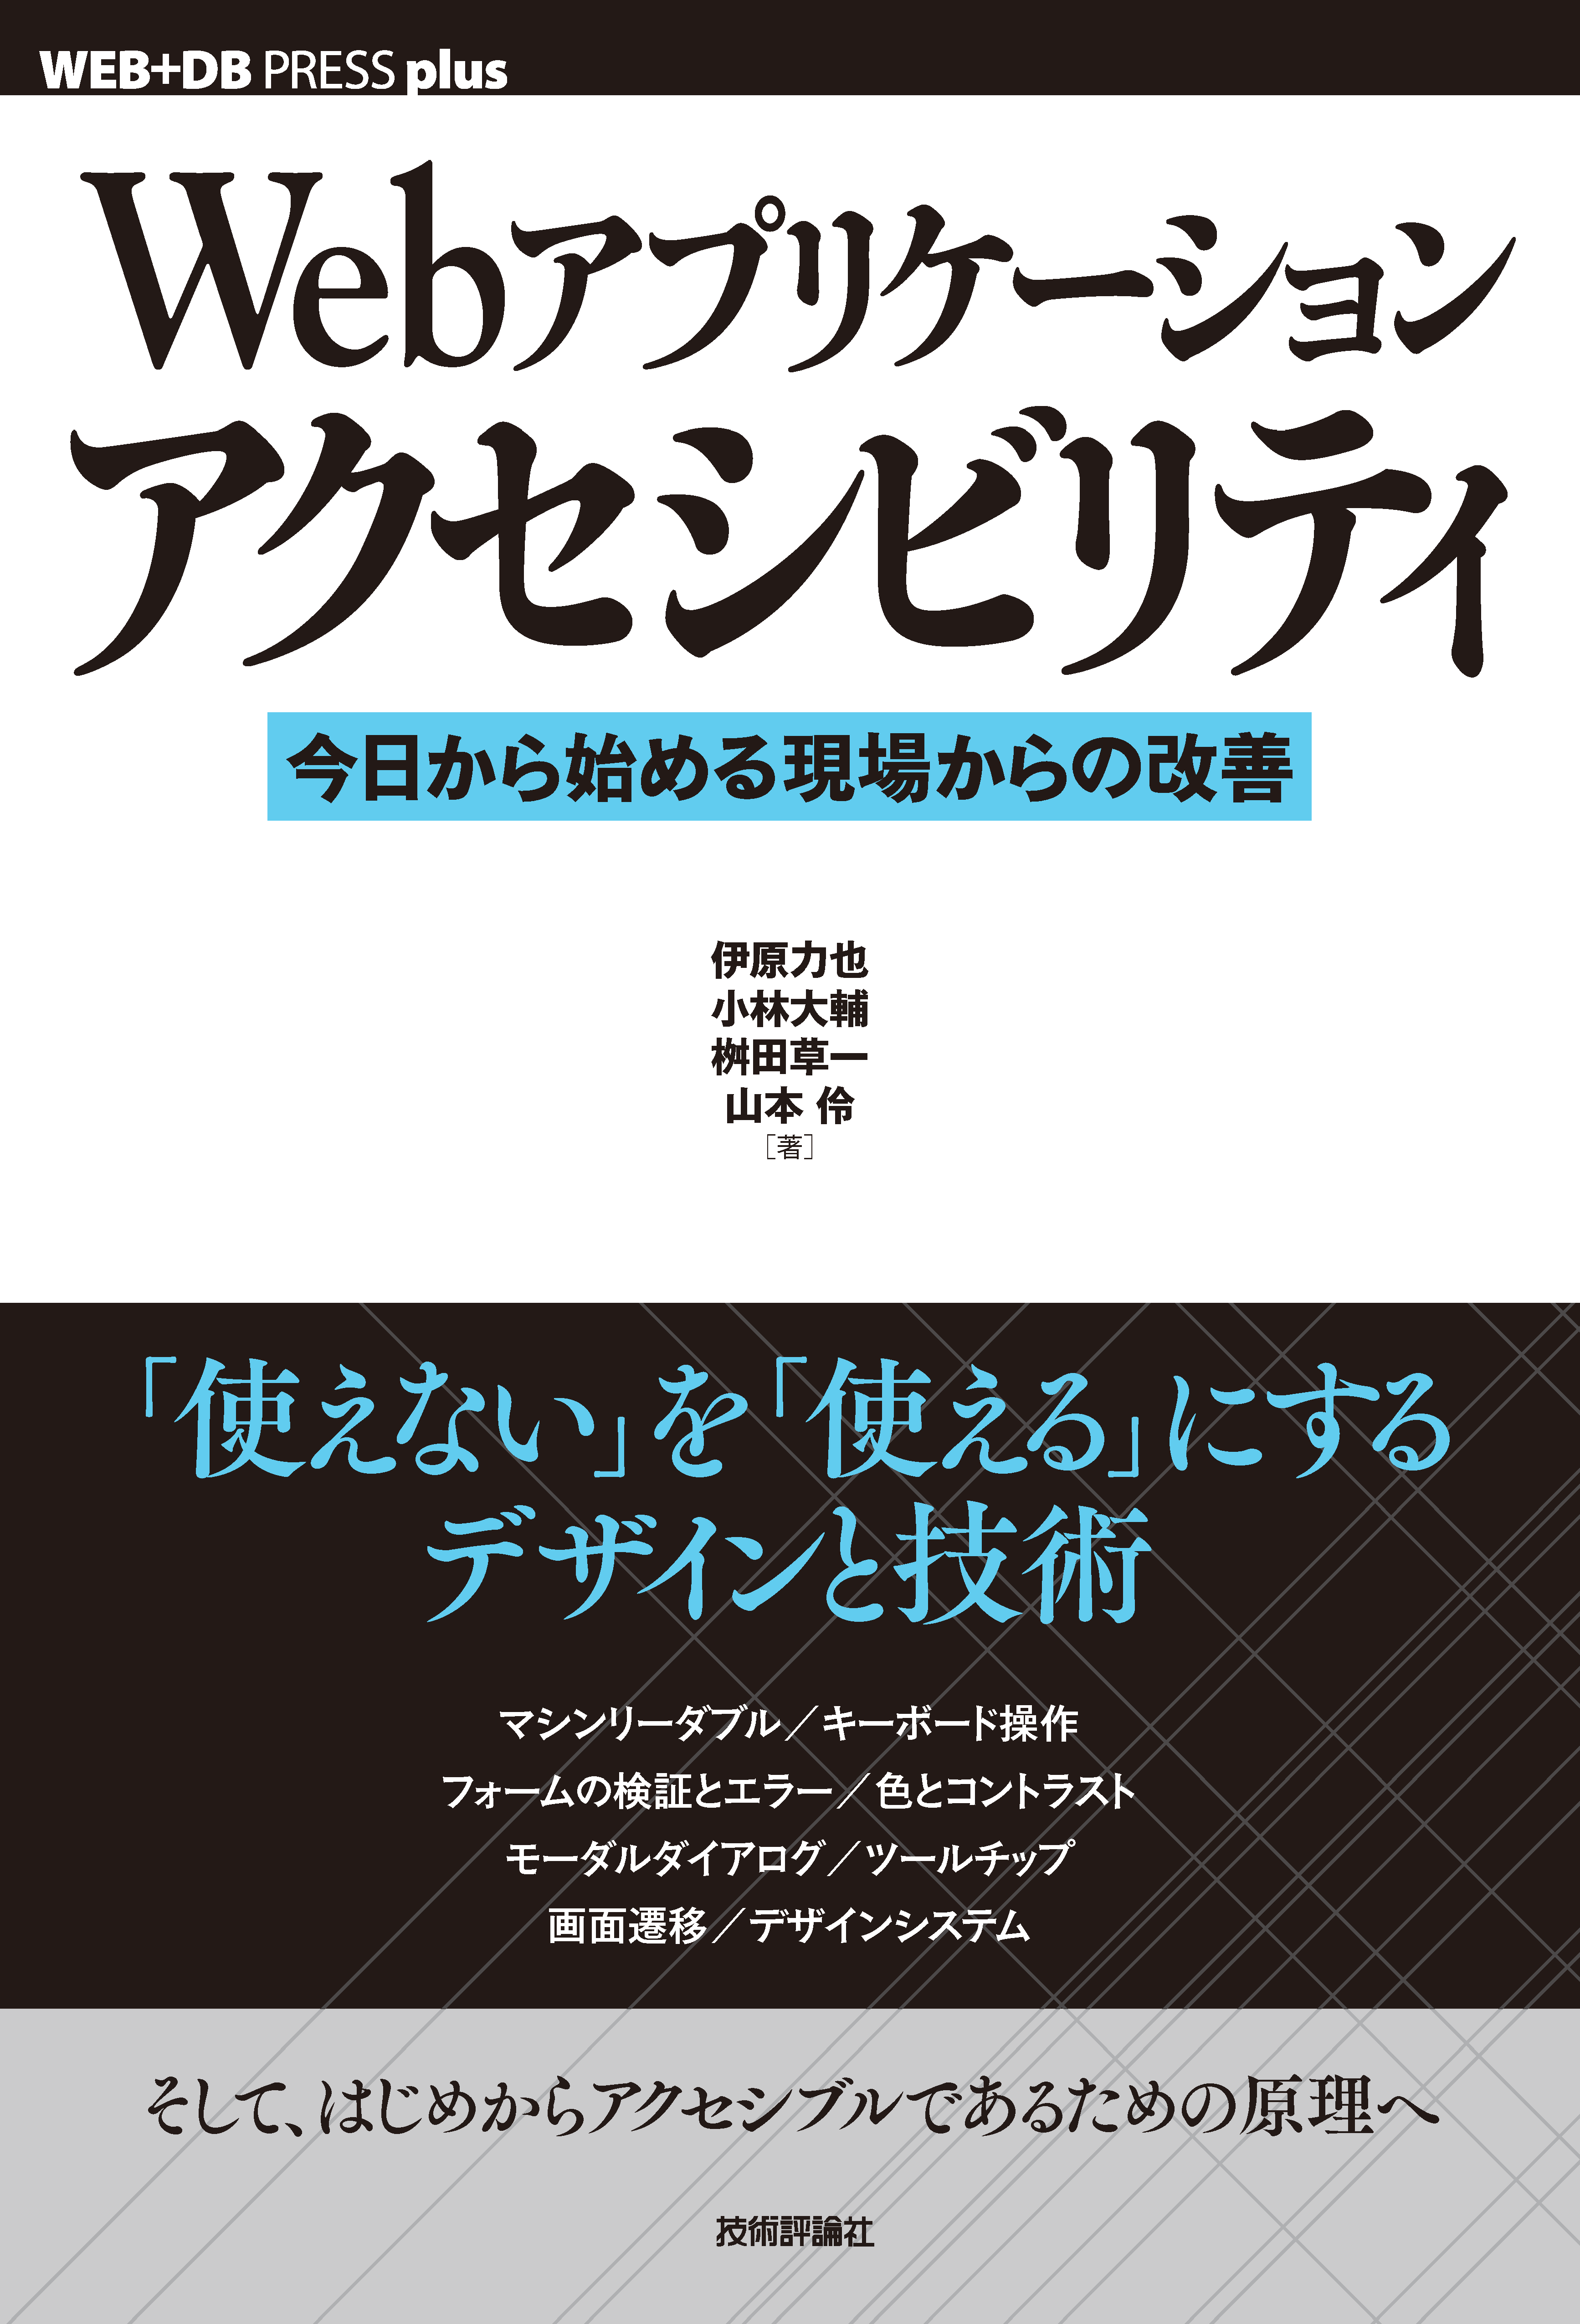 WEB+DB PRESS plus
Webアプリケーション
アクセシビリティ
今日から始める現場からの改善
伊原力也
小林大輔
桝田草一
山本 伶
［著］
「使えない」を「使える」にする
デザインと技術
マシンリーダブル／キーボード操作
フォームの検証とエラー／色とコントラスト
モーダルダイアログ／ツールチップ
画面遷移／デザインシステム
そして、はじめからアクセシブルであるための原理へ
技術評論社